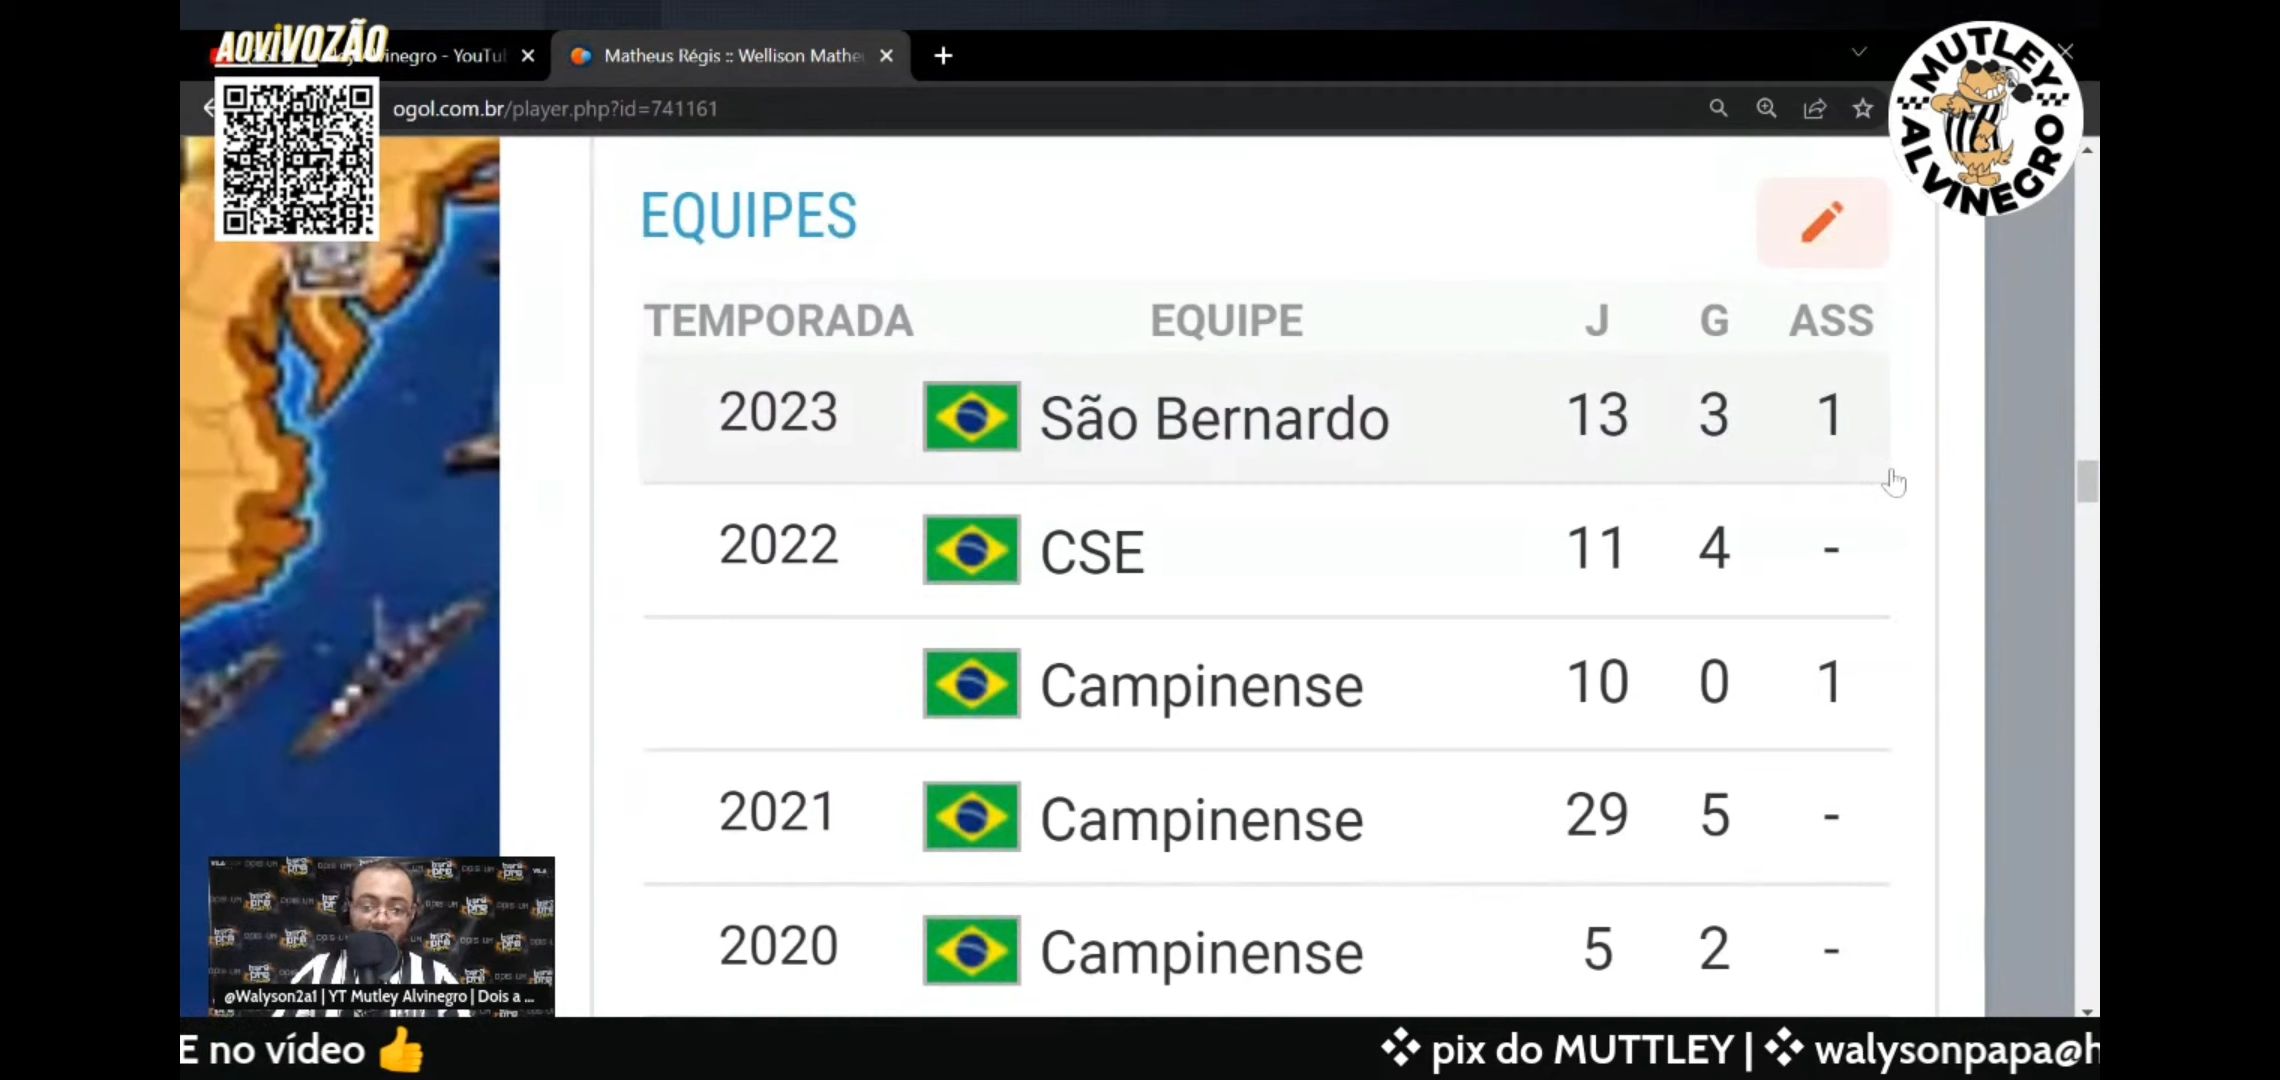 AOViVOZÃO
inegro - YouTu
Matheus Régis :: Wellison Mathe
ogol.com.br/player.php?id=741161
MUTLEY
ALVINEGRO
EQUIPES
TEMPORADA EQUIPE J G ASS
2023 São Bernardo 13 3 1
2022 CSE 11 4 -
Campinense 10 0 1
2021 Campinense 29 5 -
2020 Campinense 5 2 -
@Walyson2a1 | YT Mutley Alvinegro | Dois a ...
E no vídeo 👍 ❖ pix do MUTTLEY | ❖ walysonpapa@h